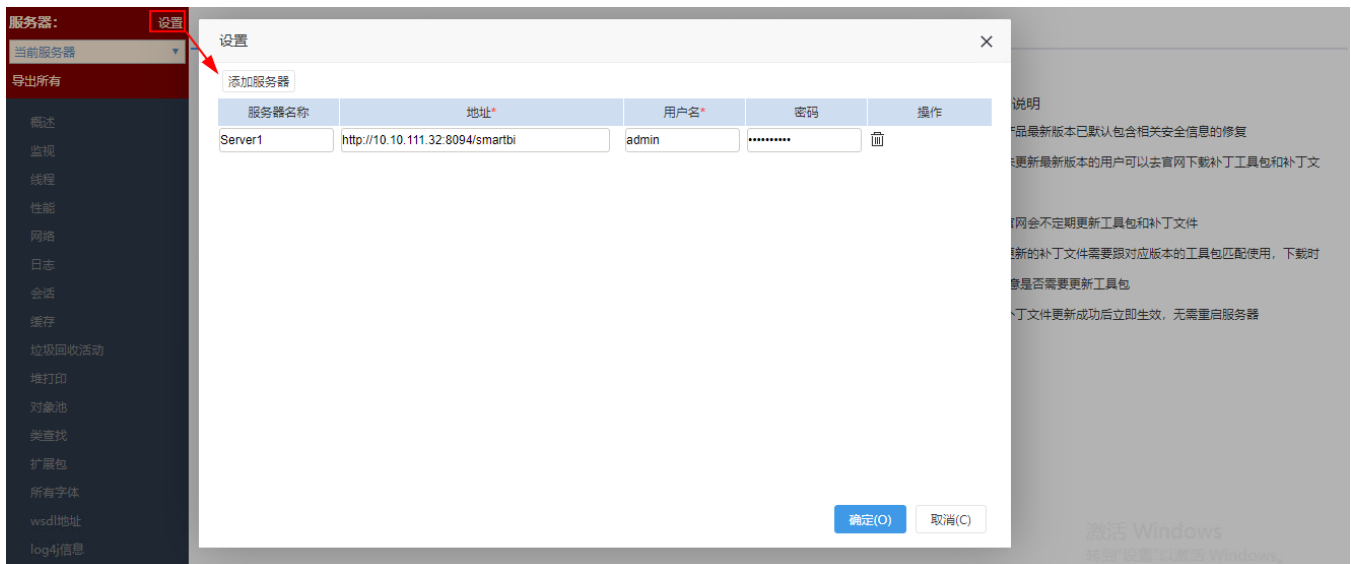 服务器:
设置
当前服务器
导出所有
概述
监视
线程
性能
网络
日志
会话
缓存
垃圾回收活动
堆打印
对象池
类查找
扩展包
所有字体
wsdl地址
log4j信息
设置
添加服务器
服务器名称 地址* 用户名* 密码 操作
Server1 http://10.10.111.32:8094/smartbi admin ••••••••••
确定(O) 取消(C)
说明
品最新版本已默认包含相关安全信息的修复
更新最新版本的用户可以去官网下载补丁工具包和补丁文
网会不定期更新工具包和补丁文件
新的补丁文件需要跟对应版本的工具包匹配使用，下载时
是否需要更新工具包
丁文件更新成功后立即生效，无需重启服务器
激活 Windows
转到"设置"以激活 Windows。